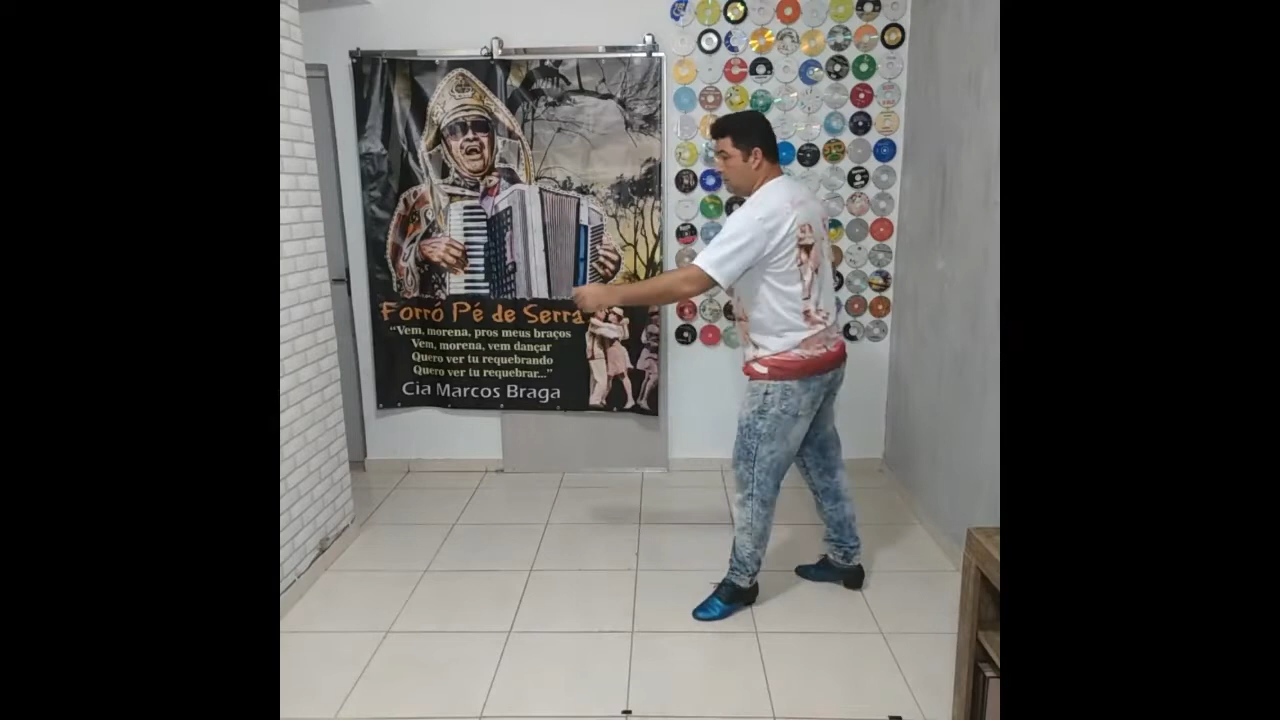 Forró Pé de Serra
"Vem, morena, pros meus braços
Vem, morena, vem dançar
Quero ver tu requebrando
Quero ver tu requebrar..."
Cia Marcos Braga